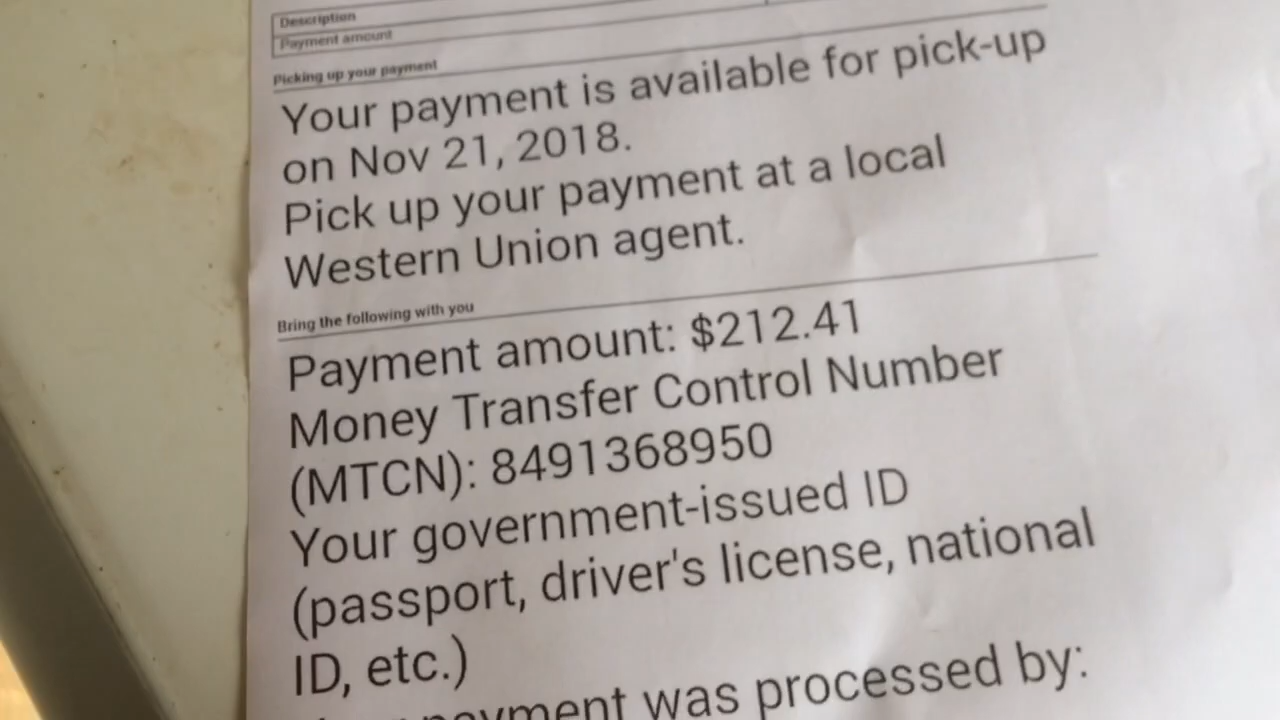 Description
Payment amount
Picking up your payment
Your payment is available for pick-up
on Nov 21, 2018.
Pick up your payment at a local
Western Union agent.
Bring the following with you
Payment amount: $212.41
Money Transfer Control Number
(MTCN): 8491368950
Your government-issued ID
(passport, driver's license, national
ID, etc.)
payment was processed by: